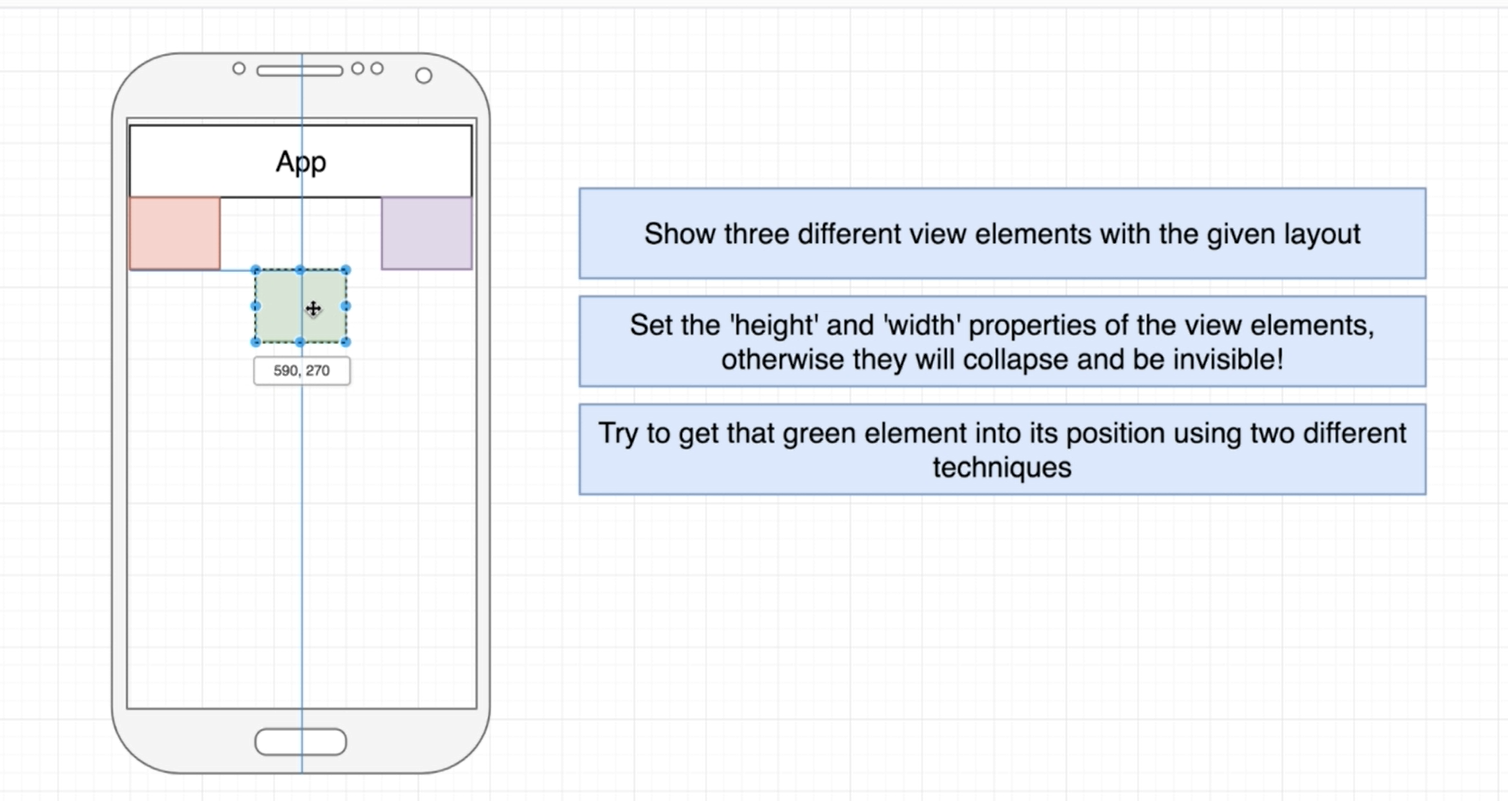 App
590, 270
Show three different view elements with the given layout
Set the 'height' and 'width' properties of the view elements,
otherwise they will collapse and be invisible!
Try to get that green element into its position using two different
techniques